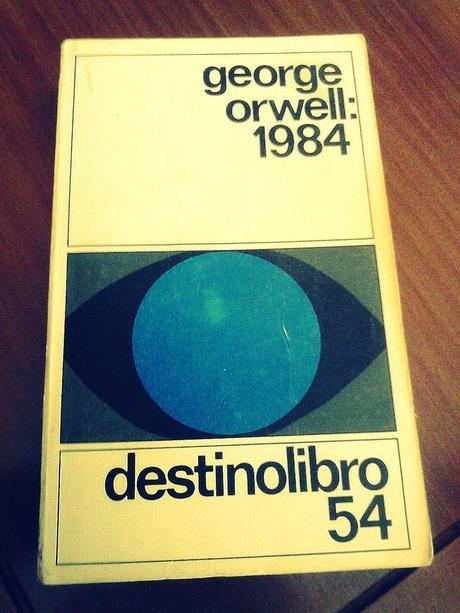 george
orwell:
1984
destinolibro
54